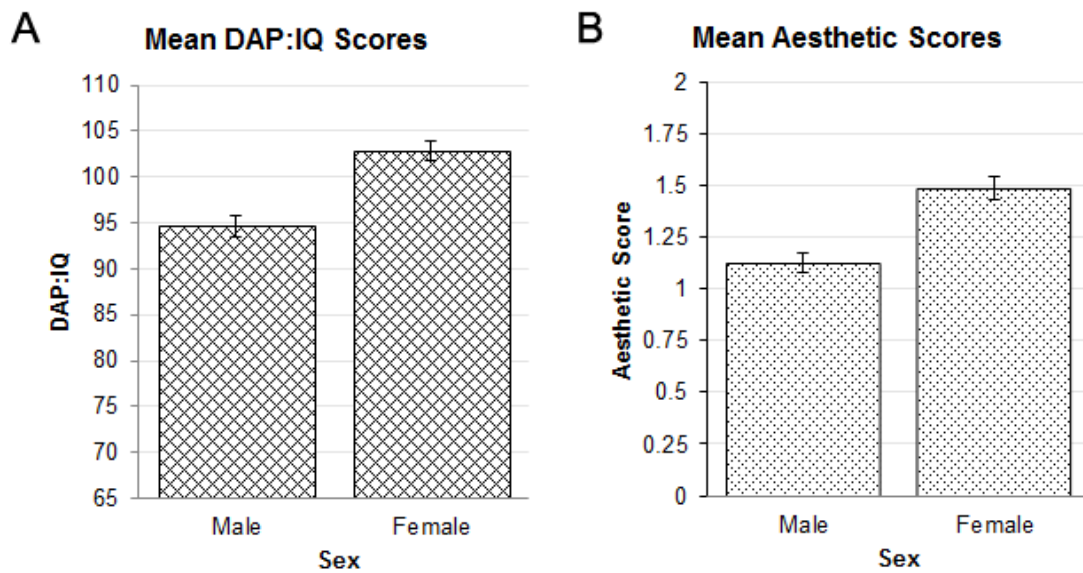 A
Mean DAP:IQ Scores
DAP:IQ
110
105
100
95
90
85
80
75
70
65
Male
Female
Sex
B
Mean Aesthetic Scores
Aesthetic Score
2
1.75
1.5
1.25
1
0.75
0.5
0.25
0
Male
Female
Sex